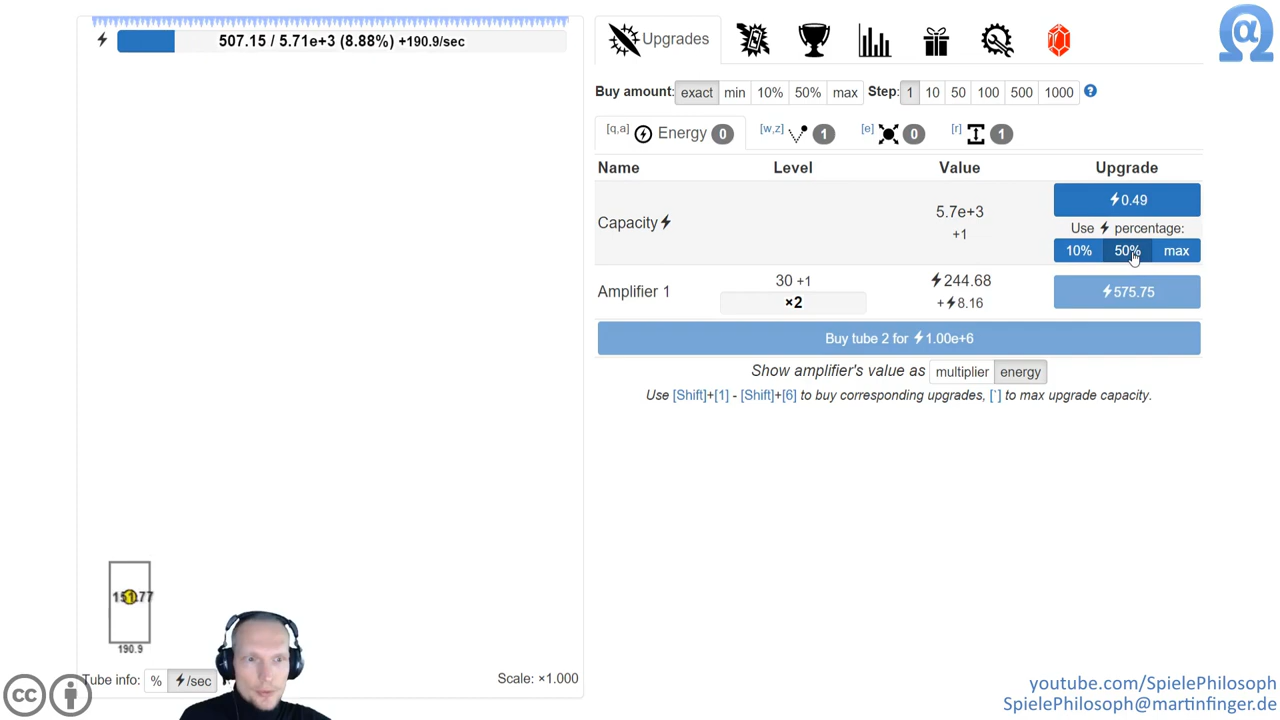 507.15 / 5.71e+3 (8.88%) +190.9/sec
Upgrades
Buy amount: exact min 10% 50% max Step: 1 10 50 100 500 1000 ?
[q,a] Energy 0 [w,z] 1 [e] 0 [r] 1
Name Level Value Upgrade
Capacity 5.7e+3 0.49
+1 Use percentage:
10% 50% max
Amplifier 1 30 +1 244.68 575.75
×2 +8.16
Buy tube 2 for 1.00e+6
Show amplifier's value as multiplier energy
Use [Shift]+[1] - [Shift]+[6] to buy corresponding upgrades, [`] to max upgrade capacity.
190.9
Tube info: % /sec Scale: ×1.000
cc
youtube.com/SpielePhilosoph
SpielePhilosoph@martinfinger.de